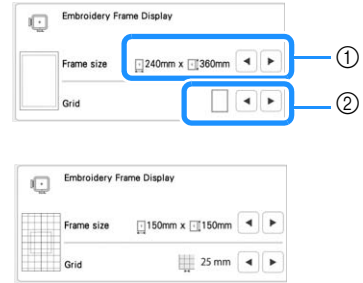 Embroidery Frame Display
Frame size 240mm x 360mm ①
Grid ②
Embroidery Frame Display
Frame size 150mm x 150mm
Grid 25 mm